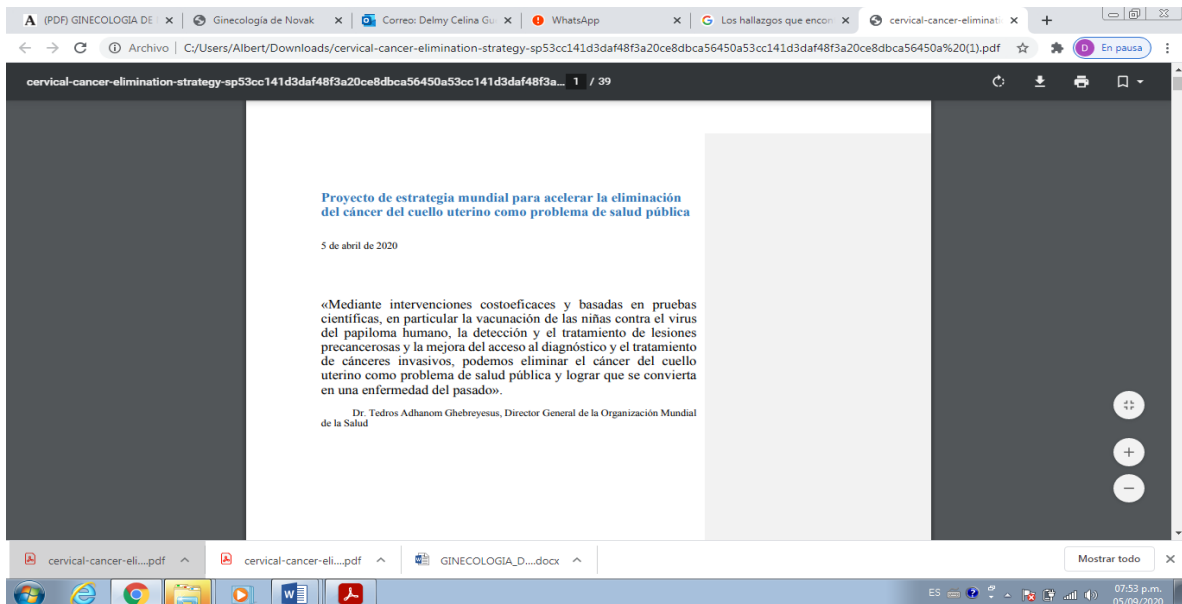 (PDF) GINECOLOGIA DE
Ginecología de Novak
Correo: Delmy Celina Gu
WhatsApp
Los hallazgos que encon
cervical-cancer-eliminati
Archivo | C:/Users/Albert/Downloads/cervical-cancer-elimination-strategy-sp53cc141d3daf48f3a20ce8dbca56450a53cc141d3daf48f3a20ce8dbca56450a%20(1).pdf
D En pausa
cervical-cancer-elimination-strategy-sp53cc141d3daf48f3a20ce8dbca56450a53cc141d3daf48f3a... 1 / 39
Proyecto de estrategia mundial para acelerar la eliminación
del cáncer del cuello uterino como problema de salud pública
5 de abril de 2020
«Mediante intervenciones costoeficaces y basadas en pruebas
científicas, en particular la vacunación de las niñas contra el virus
del papiloma humano, la detección y el tratamiento de lesiones
precancerosas y la mejora del acceso al diagnóstico y el tratamiento
de cánceres invasivos, podemos eliminar el cáncer del cuello
uterino como problema de salud pública y lograr que se convierta
en una enfermedad del pasado».
Dr. Tedros Adhanom Ghebreyesus, Director General de la Organización Mundial
de la Salud
cervical-cancer-eli....pdf
cervical-cancer-eli....pdf
GINECOLOGIA_D....docx
Mostrar todo
ES
07:53 p.m.
05/09/2020